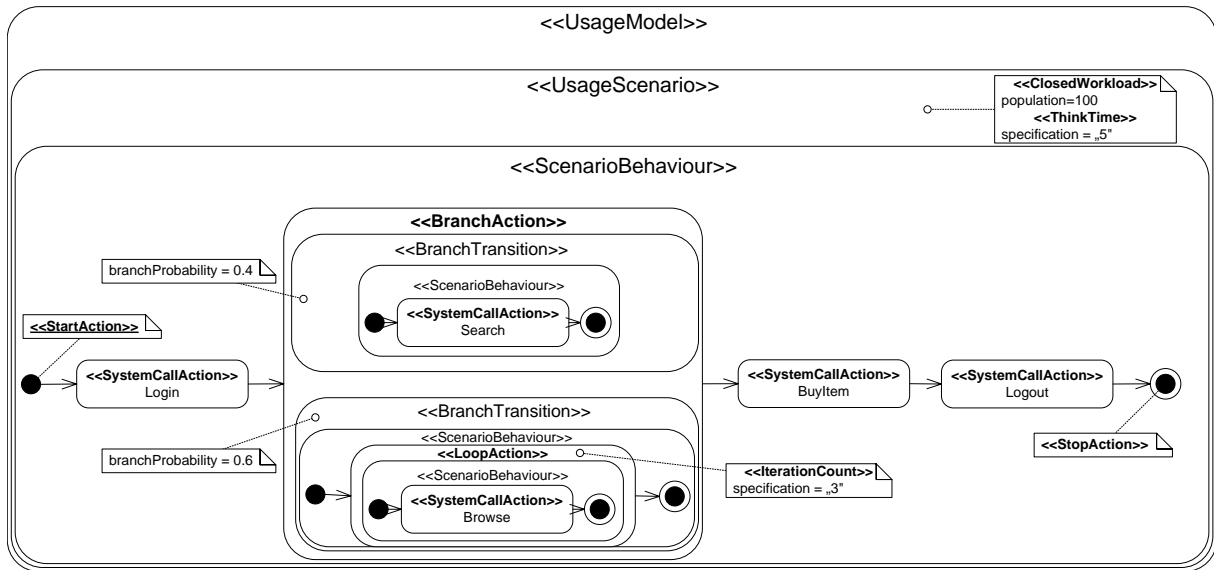 <<UsageModel>>
<<UsageScenario>>
<<ClosedWorkload>>
population=100
<<ThinkTime>>
specification = „5”
<<ScenarioBehaviour>>
<<BranchAction>>
<<BranchTransition>>
branchProbability = 0.4
<<ScenarioBehaviour>>
<<SystemCallAction>>
Search
<<StartAction>>
<<SystemCallAction>>
Login
<<SystemCallAction>>
BuyItem
<<SystemCallAction>>
Logout
<<StopAction>>
<<BranchTransition>>
branchProbability = 0.6
<<ScenarioBehaviour>>
<<LoopAction>>
<<IterationCount>>
specification = „3”
<<ScenarioBehaviour>>
<<SystemCallAction>>
Browse